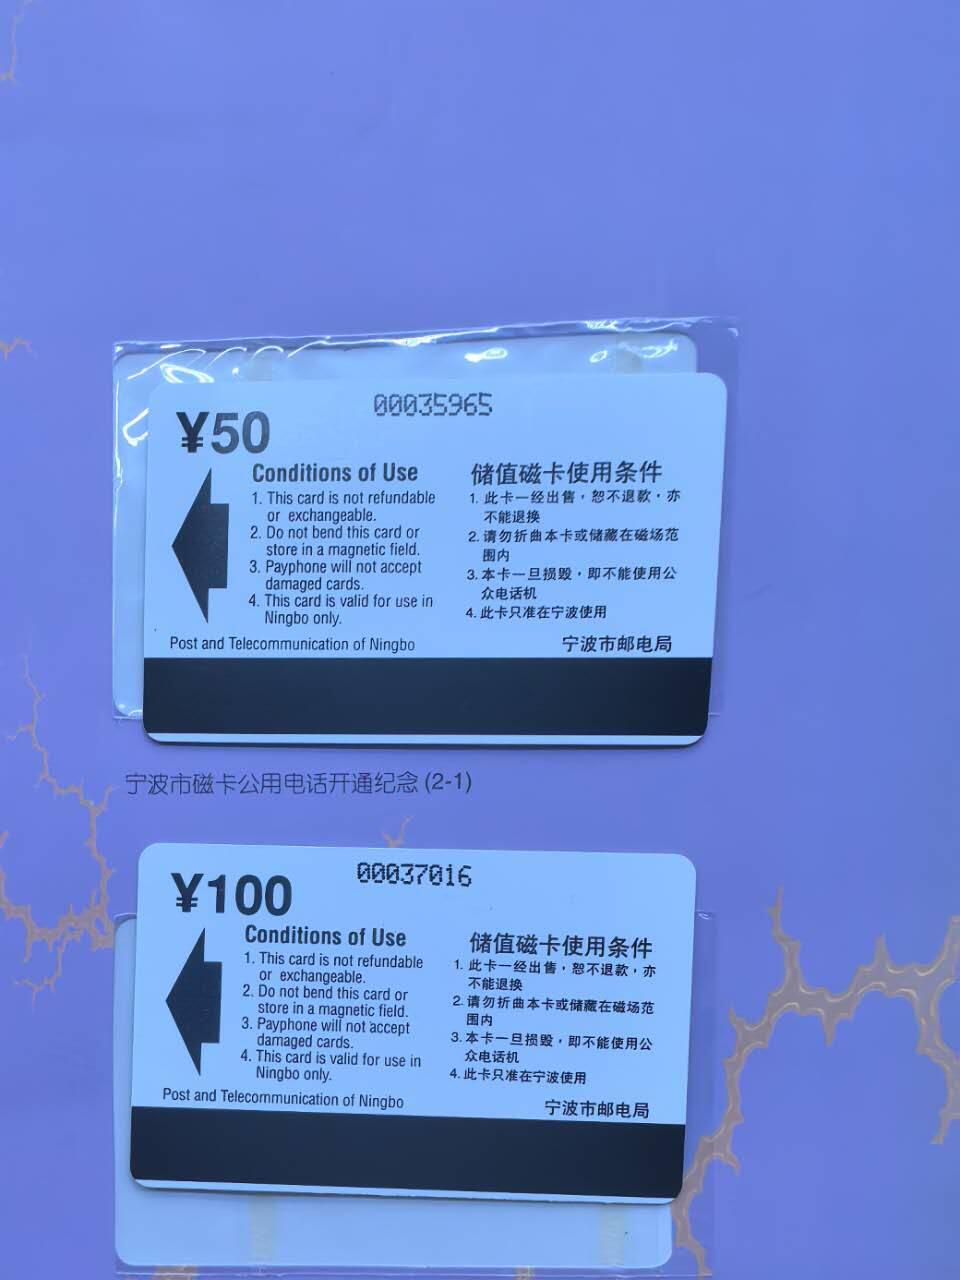 00035965
¥50
Conditions of Use
1. This card is not refundable
or exchangeable.
2. Do not bend this card or
store in a magnetic field.
3. Payphone will not accept
damaged cards.
4. This card is valid for use in
Ningbo only.
Post and Telecommunication of Ningbo
储值磁卡使用条件
1. 此卡一经出售，恕不退款，亦
不能退换
2. 请勿折曲本卡或储藏在磁场范
围内
3. 本卡一旦损毁，即不能使用公
众电话机
4. 此卡只准在宁波使用
宁波市邮电局
宁波市磁卡公用电话开通纪念 (2-1)
00037016
¥100
Conditions of Use
1. This card is not refundable
or exchangeable.
2. Do not bend this card or
store in a magnetic field.
3. Payphone will not accept
damaged cards.
4. This card is valid for use in
Ningbo only.
Post and Telecommunication of Ningbo
储值磁卡使用条件
1. 此卡一经出售，恕不退款，亦
不能退换
2. 请勿折曲本卡或储藏在磁场范
围内
3. 本卡一旦损毁，即不能使用公
众电话机
4. 此卡只准在宁波使用
宁波市邮电局